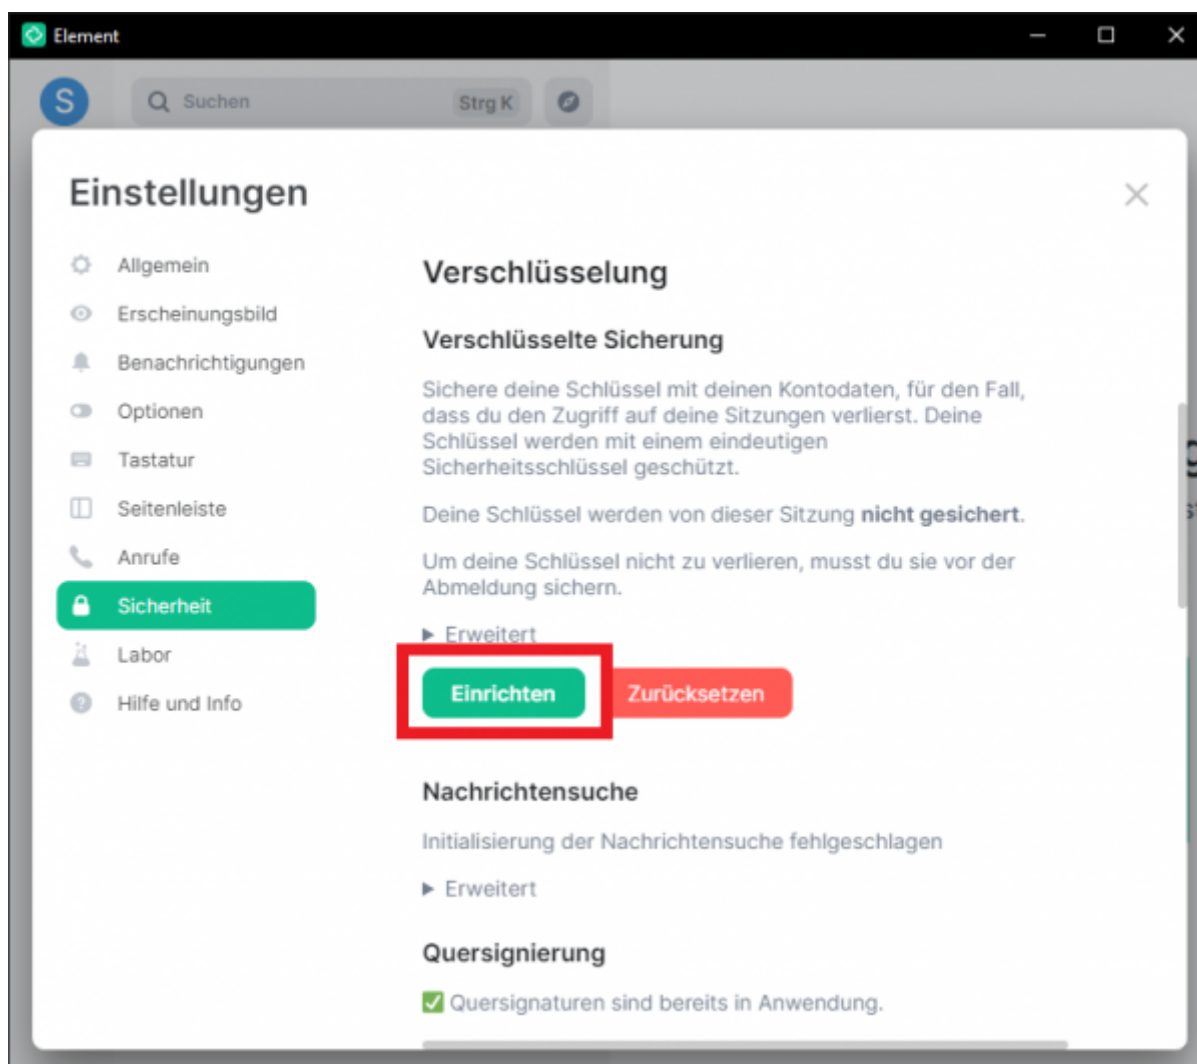 Element
S
Suchen
Strg K
Einstellungen
Allgemein
Erscheinungsbild
Benachrichtigungen
Optionen
Tastatur
Seitenleiste
Anrufe
Sicherheit
Labor
Hilfe und Info
Verschlüsselung
Verschlüsselte Sicherung
Sichere deine Schlüssel mit deinen Kontodaten, für den Fall,
dass du den Zugriff auf deine Sitzungen verlierst. Deine
Schlüssel werden mit einem eindeutigen
Sicherheitsschlüssel geschützt.
Deine Schlüssel werden von dieser Sitzung nicht gesichert.
Um deine Schlüssel nicht zu verlieren, musst du sie vor der
Abmeldung sichern.
Erweitert
Einrichten
Zurücksetzen
Nachrichtensuche
Initialisierung der Nachrichtensuche fehlgeschlagen
Erweitert
Quersignierung
Quersignaturen sind bereits in Anwendung.